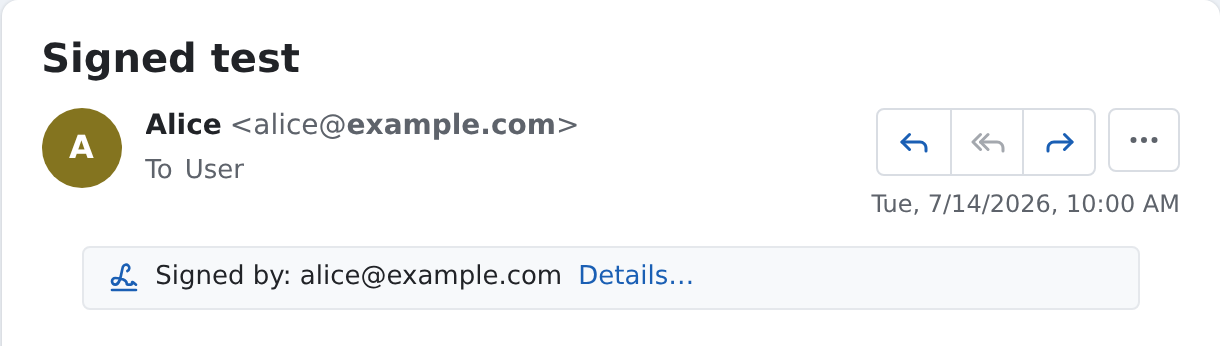 Signed test
A
Alice <alice@example.com>
To User
Tue, 7/14/2026, 10:00 AM
Signed by: alice@example.com Details...